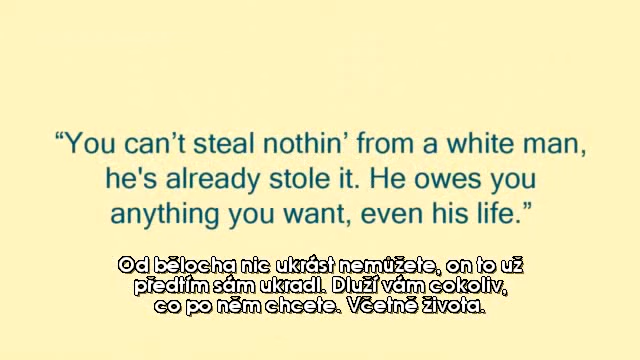 “You can’t steal nothin’ from a white man,
he's already stole it. He owes you
anything you want, even his life.”
Od bělocha nic ukrást nemůžete, on to už
předtím sám ukradl. Dluží vám cokoliv,
co po něm chcete. Včetně života.